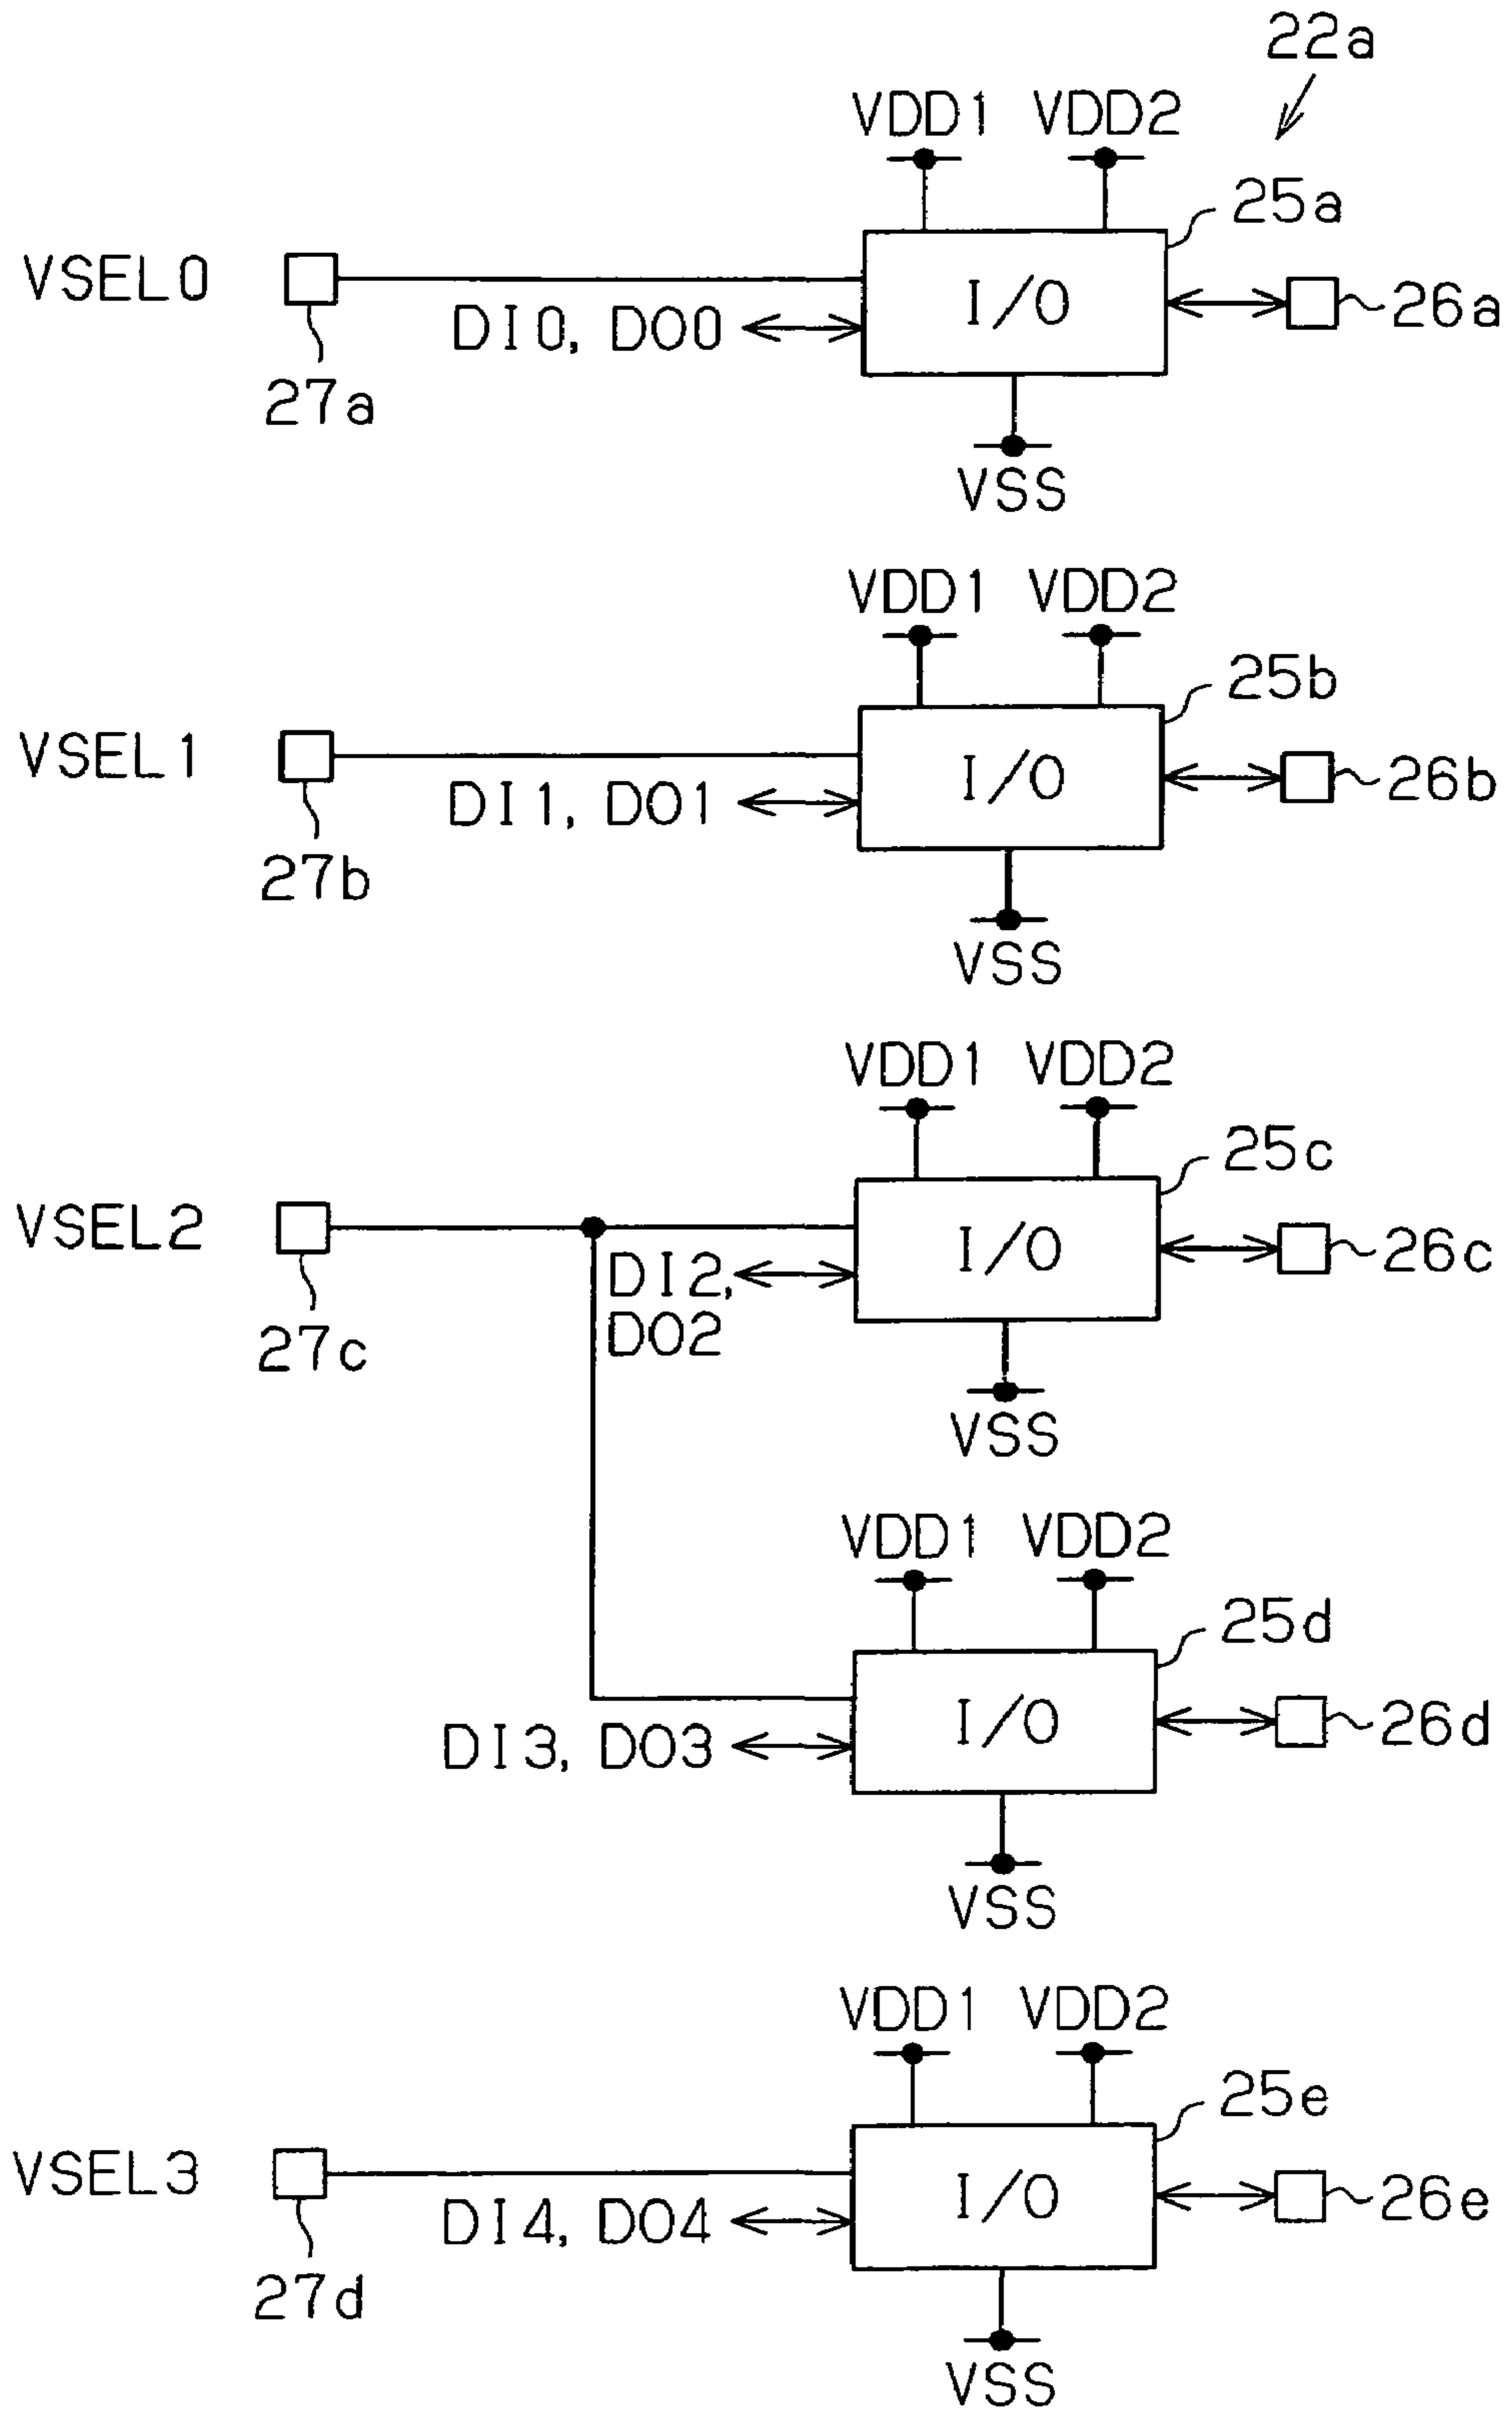 22a
VDD1 VDD2
25a
VSEL0
I/O
26a
DI0, DO0
27a
VSS
VDD1 VDD2
25b
VSEL1
I/O
26b
DI1, DO1
27b
VSS
VDD1 VDD2
25c
VSEL2
I/O
26c
DI2,
DO2
27c
VSS
VDD1 VDD2
25d
I/O
26d
DI3, DO3
VSS
VDD1 VDD2
25e
VSEL3
I/O
26e
DI4, DO4
27d
VSS